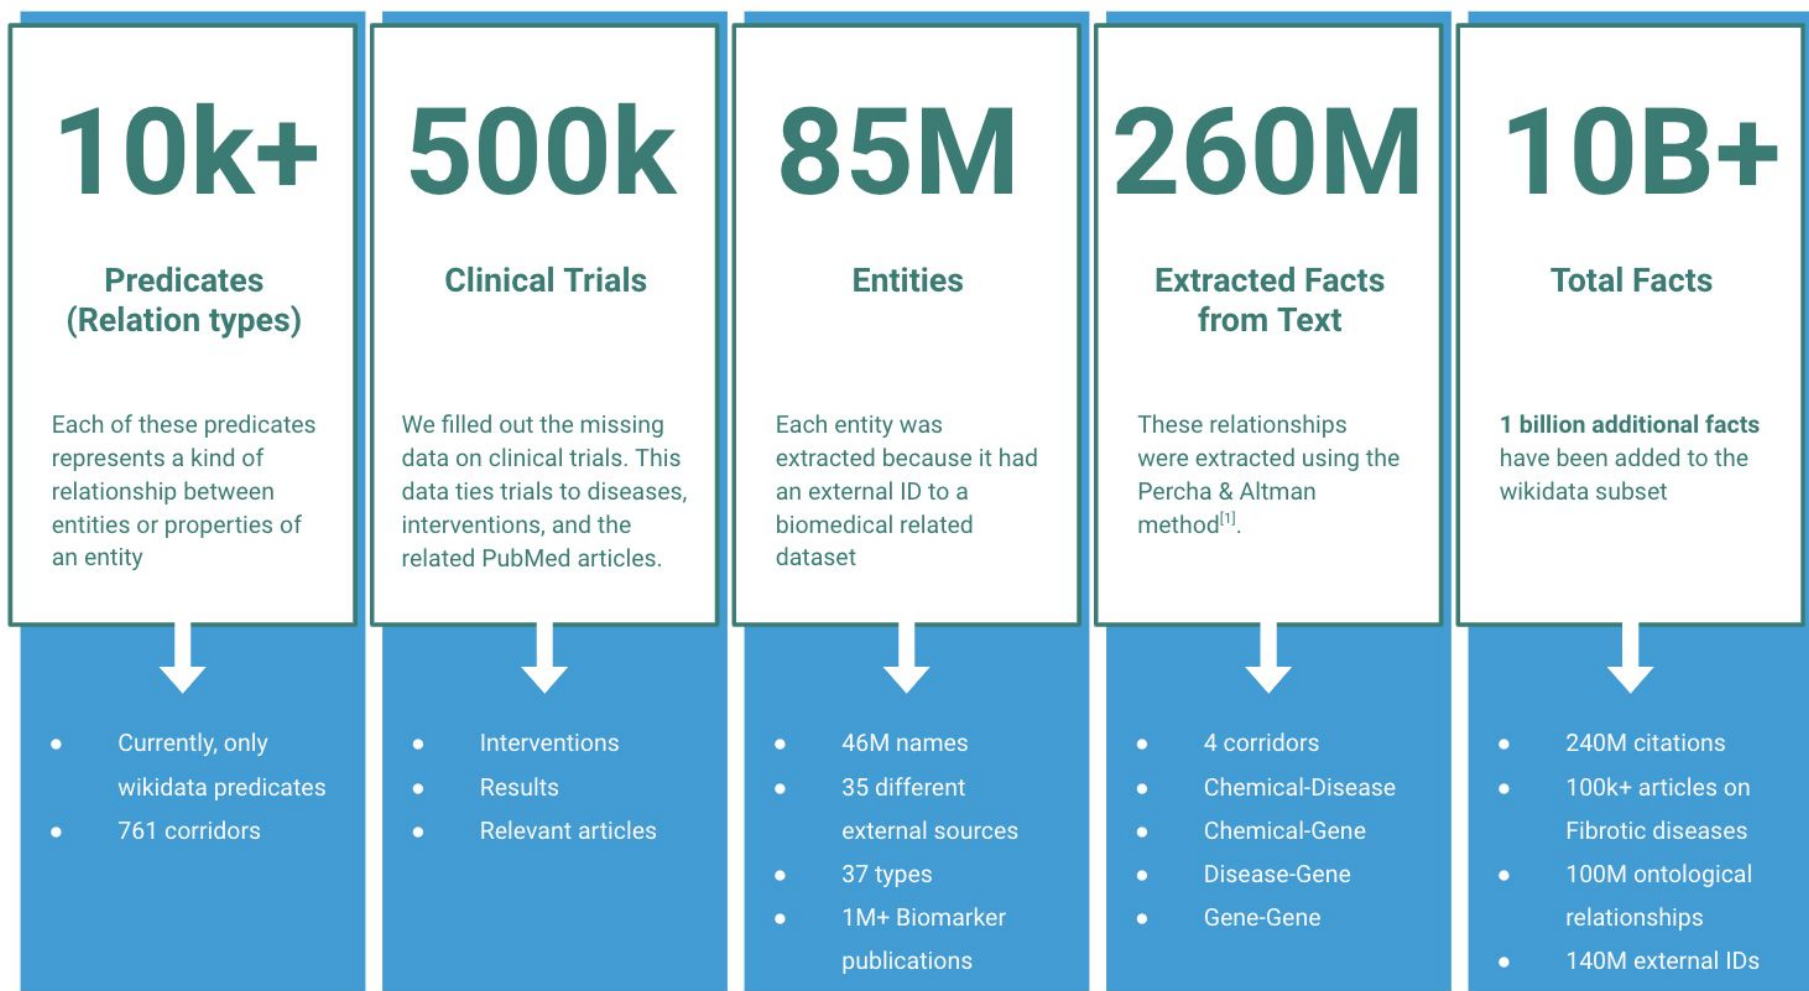 10k+
Predicates
(Relation types)
Each of these predicates
represents a kind of
relationship between
entities or properties of
an entity
● Currently, only
wikidata predicates
● 761 corridors
500k
Clinical Trials
We filled out the missing
data on clinical trials. This
data ties trials to diseases,
interventions, and the
related PubMed articles.
● Interventions
● Results
● Relevant articles
85M
Entities
Each entity was
extracted because it had
an external ID to a
biomedical related
dataset
● 46M names
● 35 different
external sources
● 37 types
● 1M+ Biomarker
publications
260M
Extracted Facts
from Text
These relationships
were extracted using the
Percha & Altman
method[1].
● 4 corridors
● Chemical-Disease
● Chemical-Gene
● Disease-Gene
● Gene-Gene
10B+
Total Facts
1 billion additional facts
have been added to the
wikidata subset
● 240M citations
● 100k+ articles on
Fibrotic diseases
● 100M ontological
relationships
● 140M external IDs